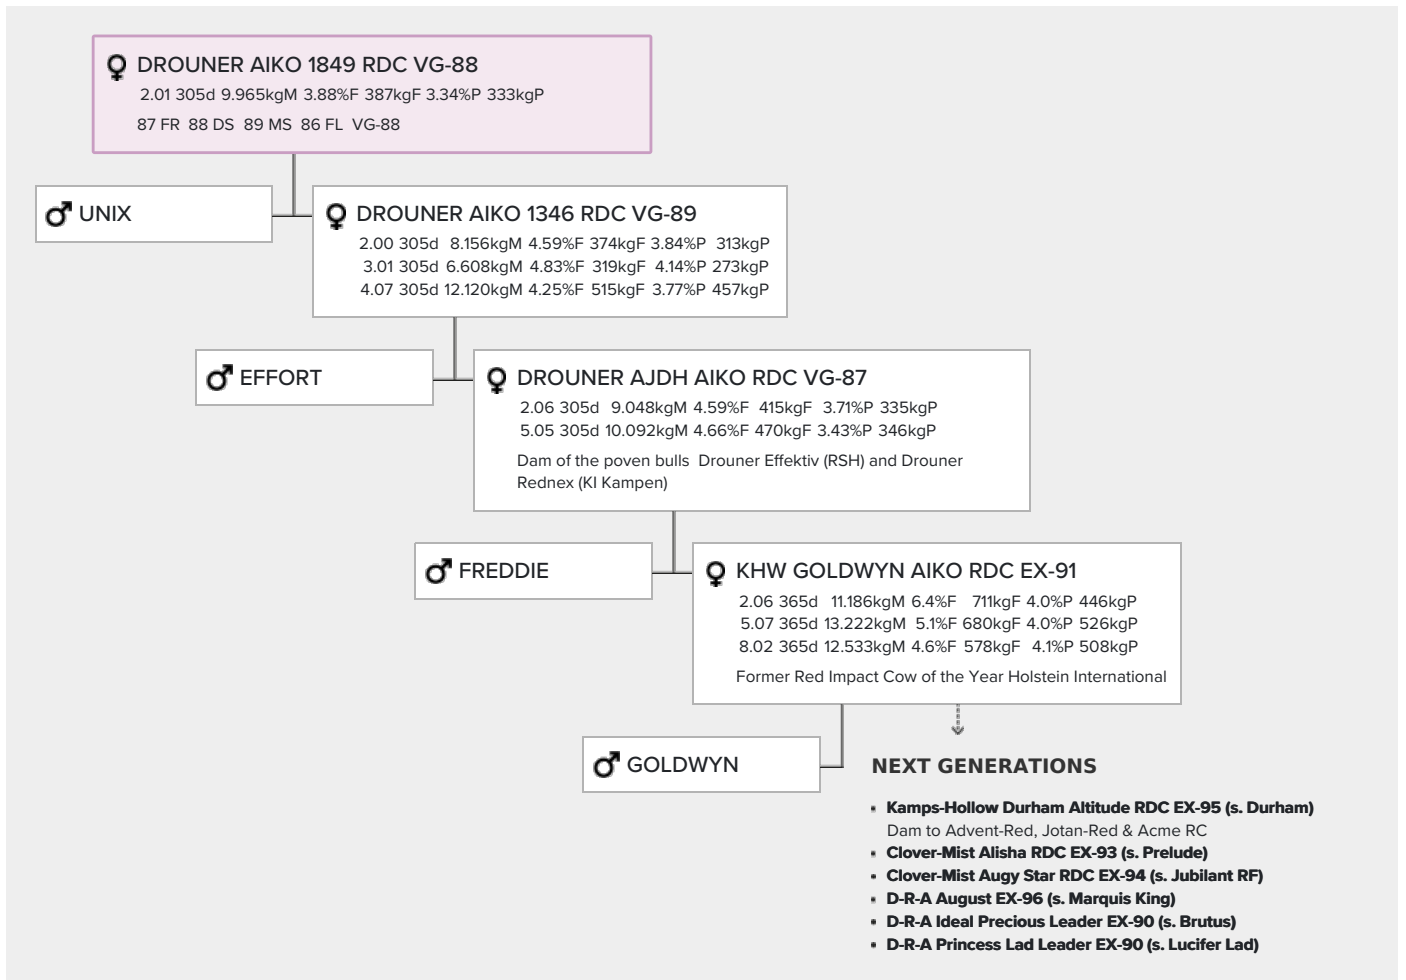 DROUNER AIKO 1849 RDC VG-88
2.01 305d 9.965kgM 3.88%F 387kgF 3.34%P 333kgP
87 FR 88 DS 89 MS 86 FL VG-88
UNIX
DROUNER AIKO 1346 RDC VG-89
2.00 305d 8.156kgM 4.59%F 374kgF 3.84%P 313kgP
3.01 305d 6.608kgM 4.83%F 319kgF 4.14%P 273kgP
4.07 305d 12.120kgM 4.25%F 515kgF 3.77%P 457kgP
EFFORT
DROUNER AJDH AIKO RDC VG-87
2.06 305d 9.048kgM 4.59%F 415kgF 3.71%P 335kgP
5.05 305d 10.092kgM 4.66%F 470kgF 3.43%P 346kgP
Dam of the poven bulls Drouner Effektiv (RSH) and Drouner
Rednex (KI Kampen)
FREDDIE
KHW GOLDWYN AIKO RDC EX-91
2.06 365d 11.186kgM 6.4%F 711kgF 4.0%P 446kgP
5.07 365d 13.222kgM 5.1%F 680kgF 4.0%P 526kgP
8.02 365d 12.533kgM 4.6%F 578kgF 4.1%P 508kgP
Former Red Impact Cow of the Year Holstein International
GOLDWYN
NEXT GENERATIONS
▪ Kamps-Hollow Durham Altitude RDC EX-95 (s. Durham)
Dam to Advent-Red, Jotan-Red & Acme RC
▪ Clover-Mist Alisha RDC EX-93 (s. Prelude)
▪ Clover-Mist Augy Star RDC EX-94 (s. Jubilant RF)
▪ D-R-A August EX-96 (s. Marquis King)
▪ D-R-A Ideal Precious Leader EX-90 (s. Brutus)
▪ D-R-A Princess Lad Leader EX-90 (s. Lucifer Lad)